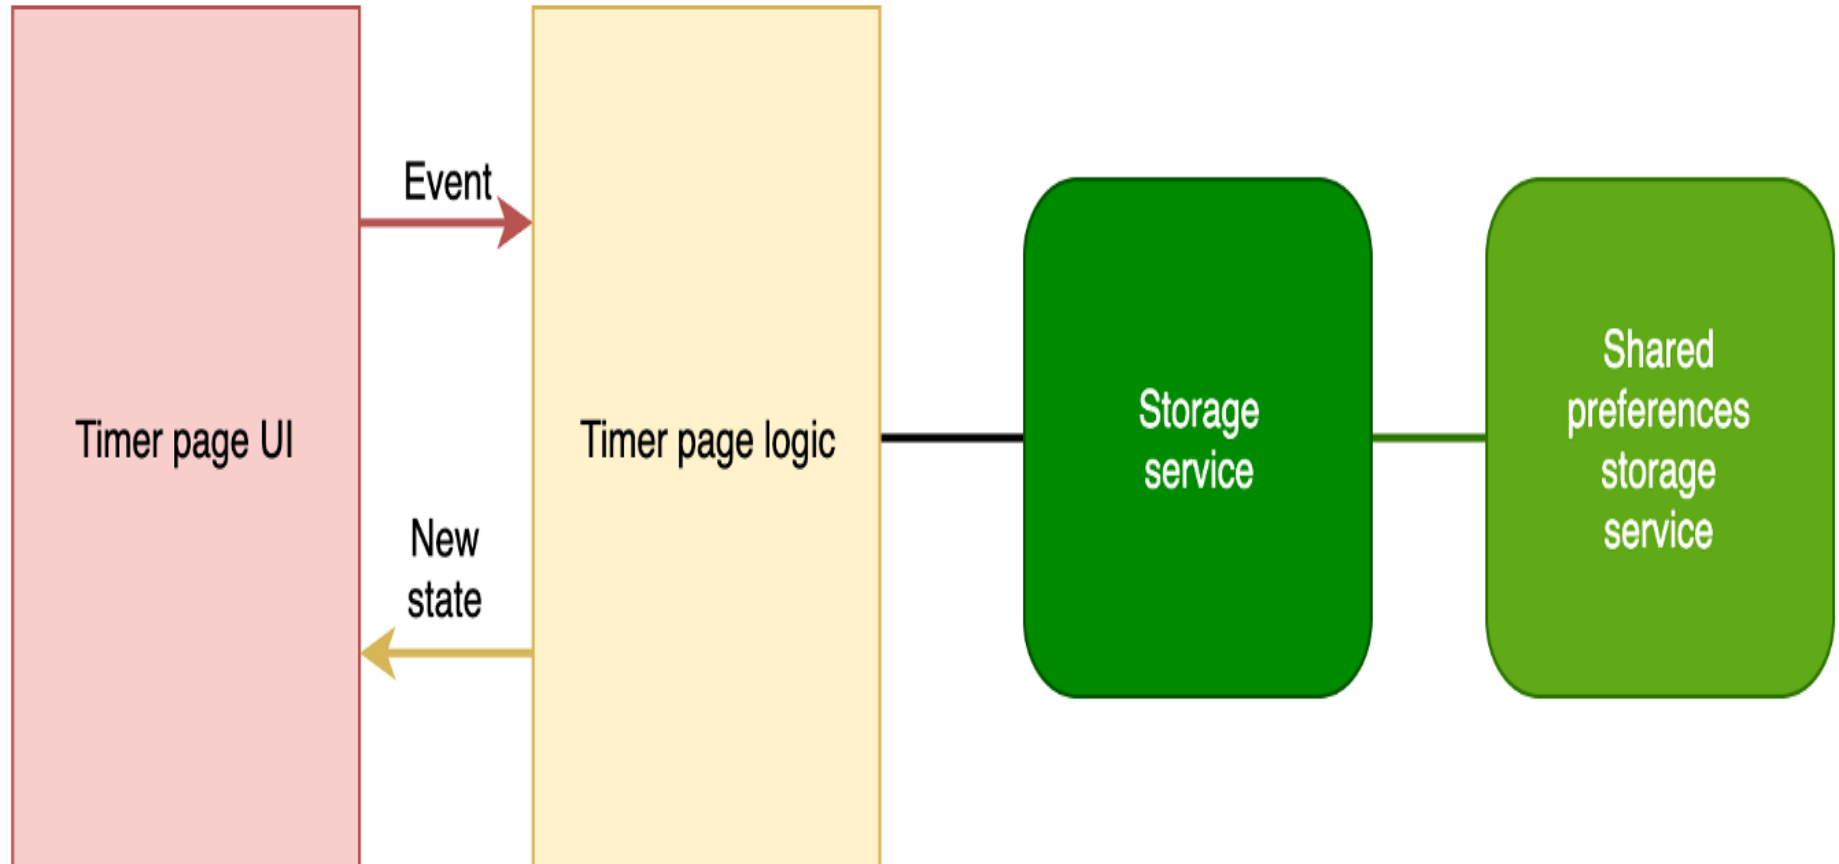 Timer page UI
Event
New
state
Timer page logic
Storage
service
Shared
preferences
storage
service